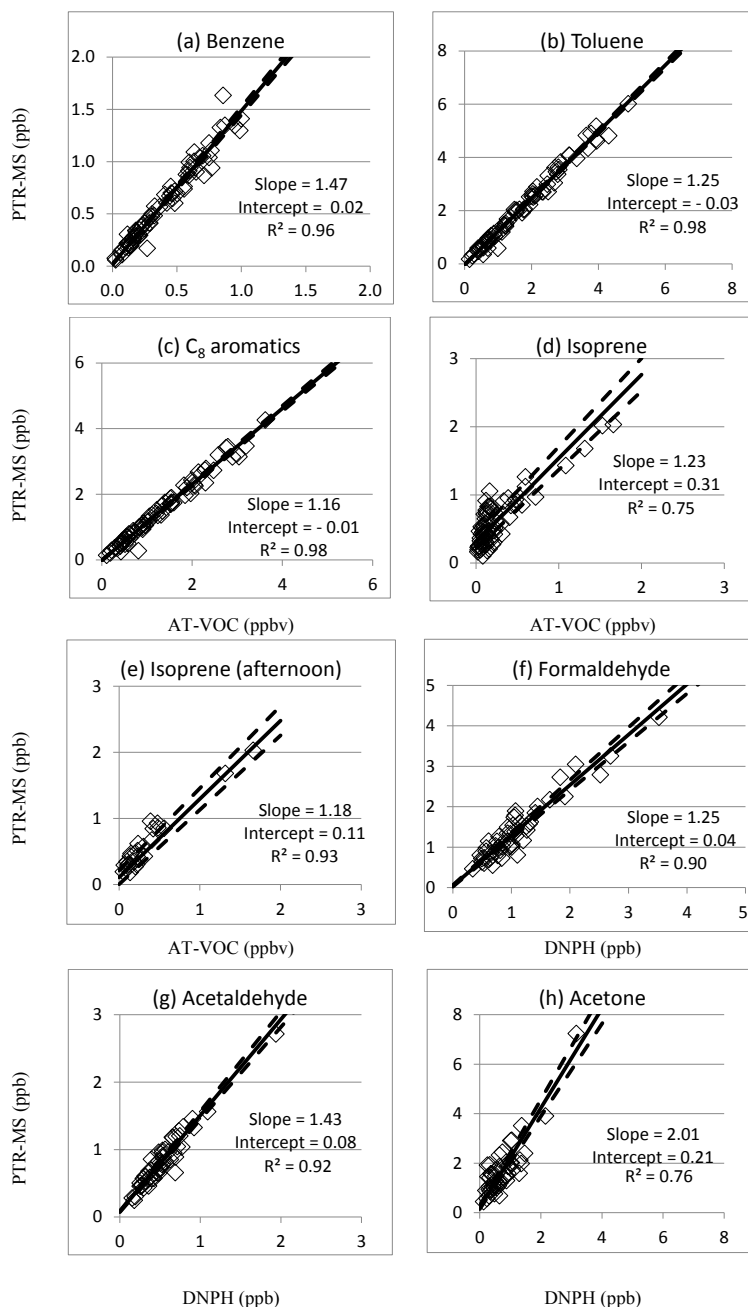 (a) Benzene
PTR-MS (ppb)
2.0
1.5
1.0
0.5
0.0
Slope = 1.47
Intercept = 0.02
R² = 0.96
0.0 0.5 1.0 1.5 2.0
(b) Toluene
8
6
4
2
0
Slope = 1.25
Intercept = - 0.03
R² = 0.98
0 2 4 6 8
(c) C₈ aromatics
PTR-MS (ppb)
6
4
2
0
Slope = 1.16
Intercept = - 0.01
R² = 0.98
0 2 4 6
AT-VOC (ppbv)
(d) Isoprene
3
2
1
0
Slope = 1.23
Intercept = 0.31
R² = 0.75
0 1 2 3
AT-VOC (ppbv)
(e) Isoprene (afternoon)
PTR-MS (ppb)
3
2
1
0
Slope = 1.18
Intercept = 0.11
R² = 0.93
0 1 2 3
AT-VOC (ppbv)
(f) Formaldehyde
5
4
3
2
1
0
Slope = 1.25
Intercept = 0.04
R² = 0.90
0 1 2 3 4 5
DNPH (ppb)
(g) Acetaldehyde
PTR-MS (ppb)
3
2
1
0
Slope = 1.43
Intercept = 0.08
R² = 0.92
0 1 2 3
DNPH (ppb)
(h) Acetone
8
6
4
2
0
Slope = 2.01
Intercept = 0.21
R² = 0.76
0 2 4 6 8
DNPH (ppb)